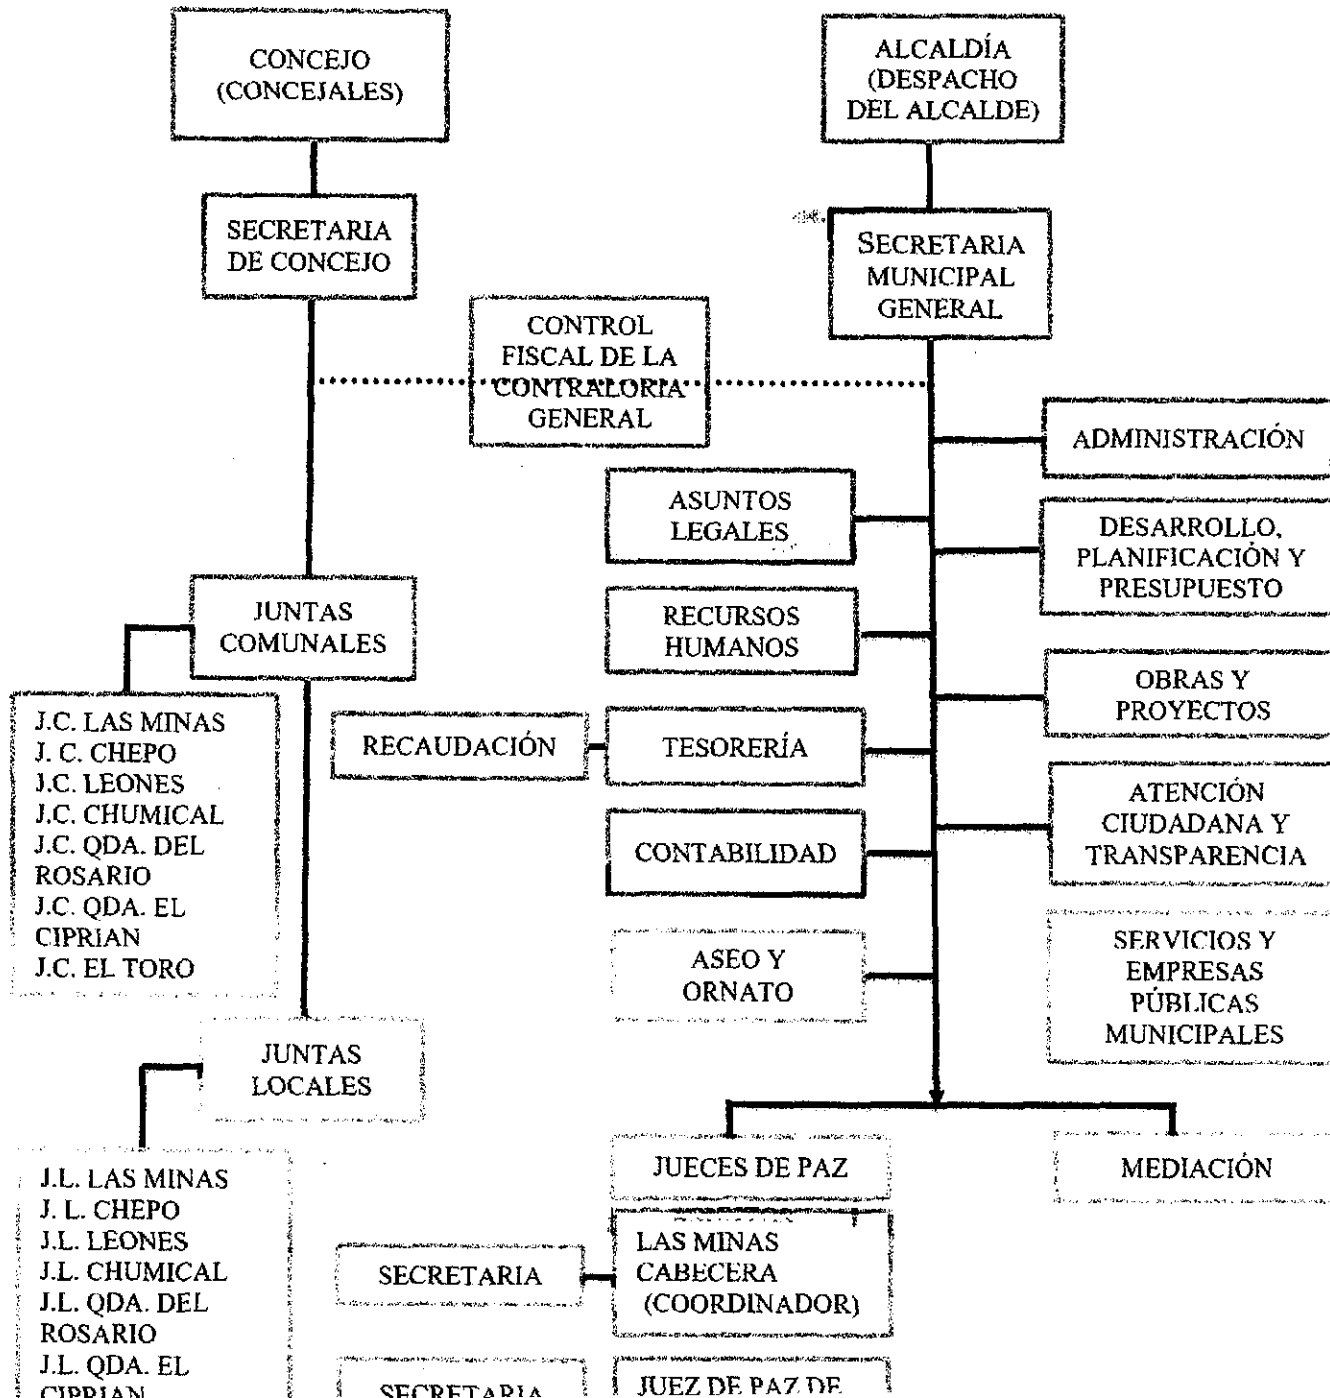 CONCEJO
(CONCEJALES)
ALCALDÍA
(DESPACHO
DEL ALCALDE)
SECRETARIA
DE CONCEJO
SECRETARIA
MUNICIPAL
GENERAL
CONTROL
FISCAL DE LA
CONTRALORIA
GENERAL
ADMINISTRACIÓN
ASUNTOS
LEGALES
DESARROLLO,
PLANIFICACIÓN Y
PRESUPUESTO
JUNTAS
COMUNALES
RECURSOS
HUMANOS
OBRAS Y
PROYECTOS
J.C. LAS MINAS
J. C. CHEPO
J.C. LEONES
J.C. CHUMICAL
J.C. QDA. DEL
ROSARIO
J.C. QDA. EL
CIPRIAN
J.C. EL TORO
RECAUDACIÓN
TESORERÍA
ATENCIÓN
CIUDADANA Y
TRANSPARENCIA
CONTABILIDAD
ASEO Y
ORNATO
SERVICIOS Y
EMPRESAS
PÚBLICAS
MUNICIPALES
JUNTAS
LOCALES
JUECES DE PAZ
MEDIACIÓN
J.L. LAS MINAS
J. L. CHEPO
J.L. LEONES
J.L. CHUMICAL
J.L. QDA. DEL
ROSARIO
J.L. QDA. EL
CIPRIAN
SECRETARIA
LAS MINAS
CABECERA
(COORDINADOR)
SECRETARIA
JUEZ DE PAZ DE